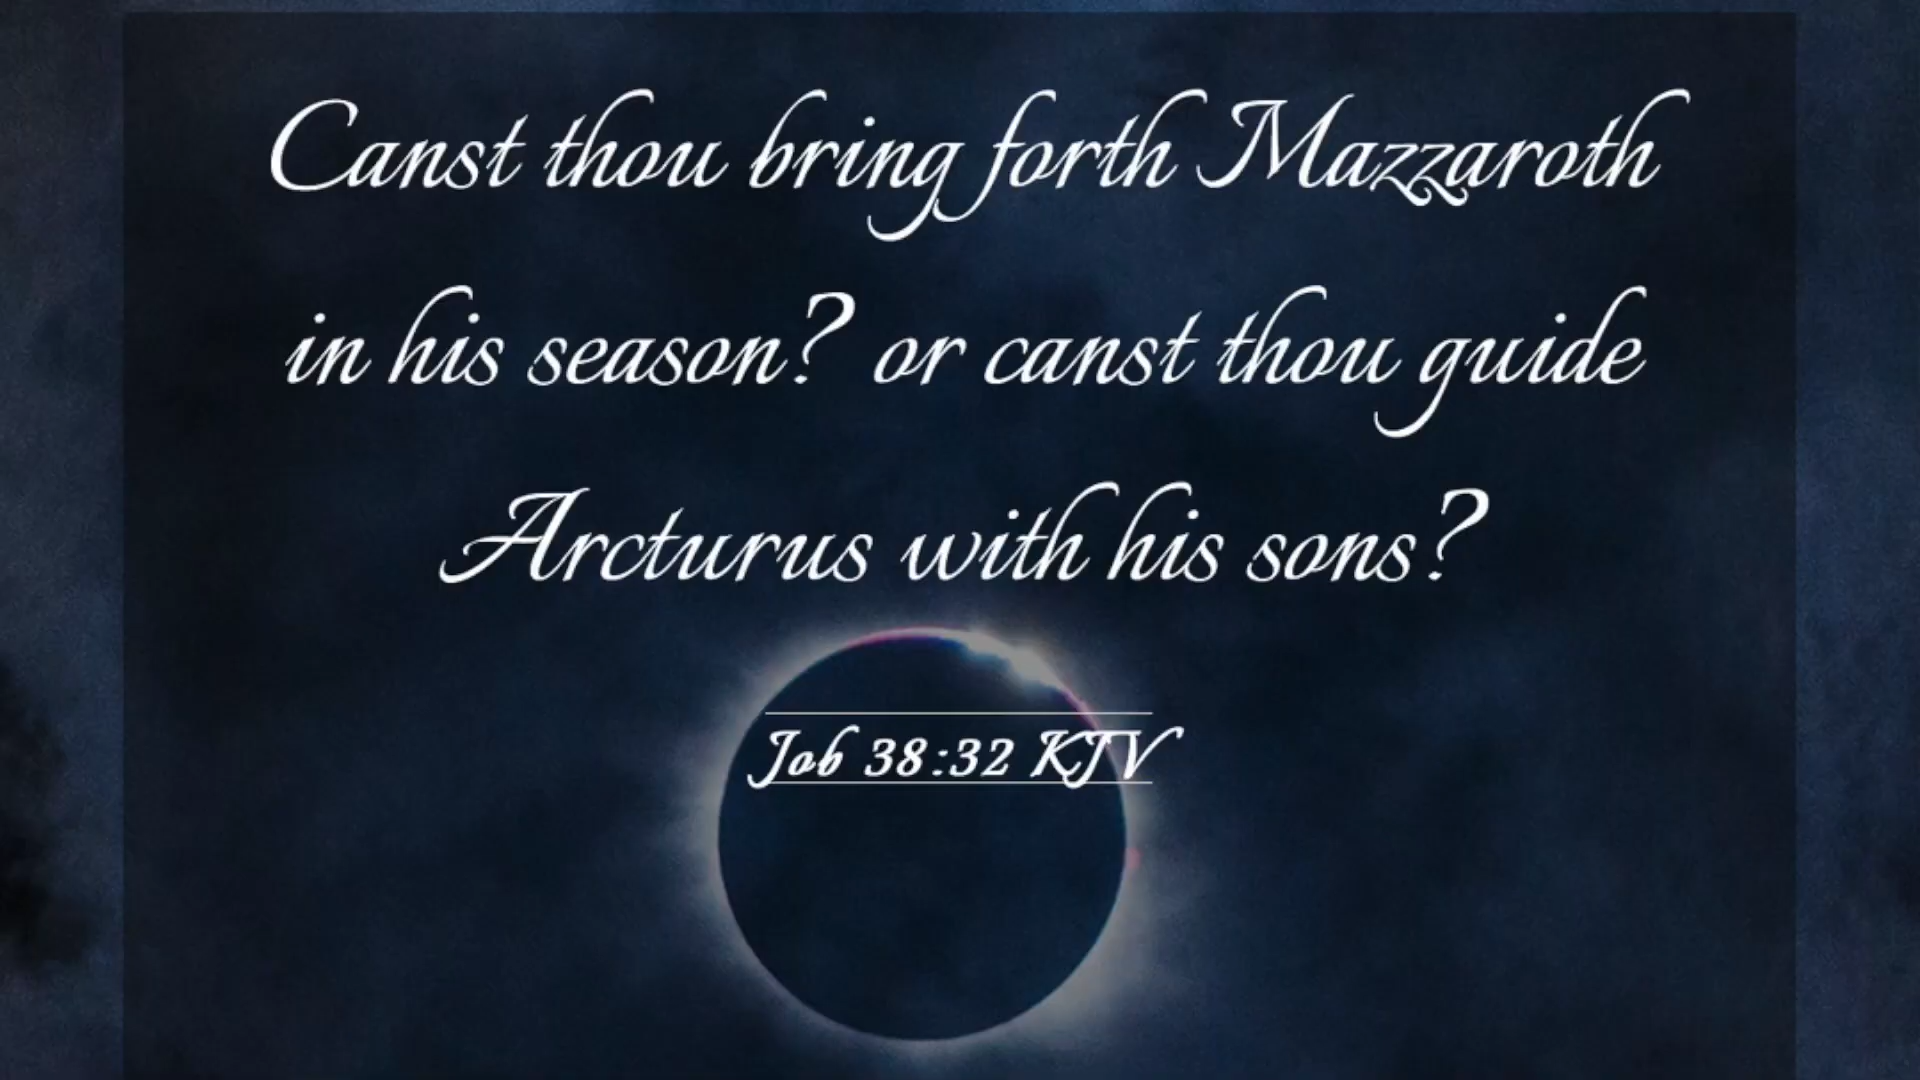 Canst thou bring forth Mazzaroth
in his season? or canst thou guide
Arcturus with his sons?
Job 38:32 KJV